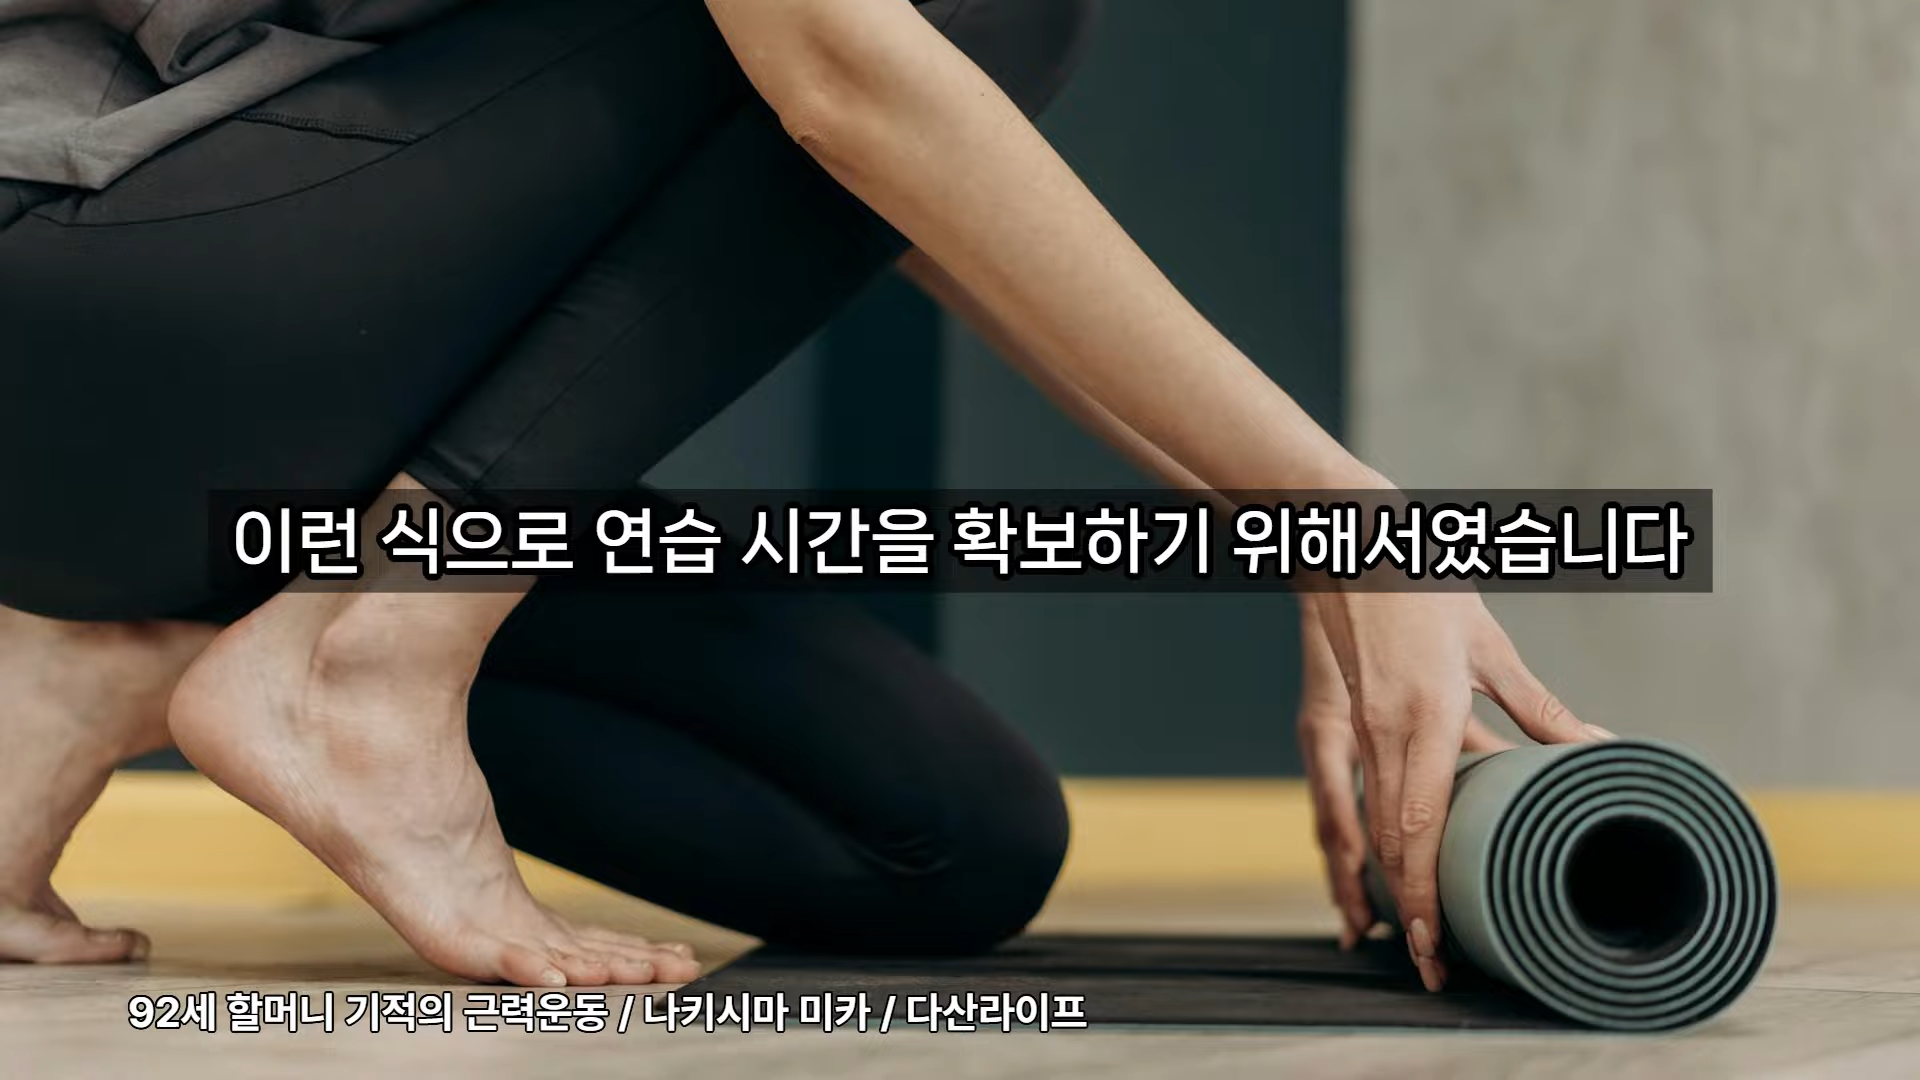 이런 식으로 연습 시간을 확보하기 위해서였습니다
92세 할머니 기적의 근력운동 / 나키시마 미카 / 다산라이프